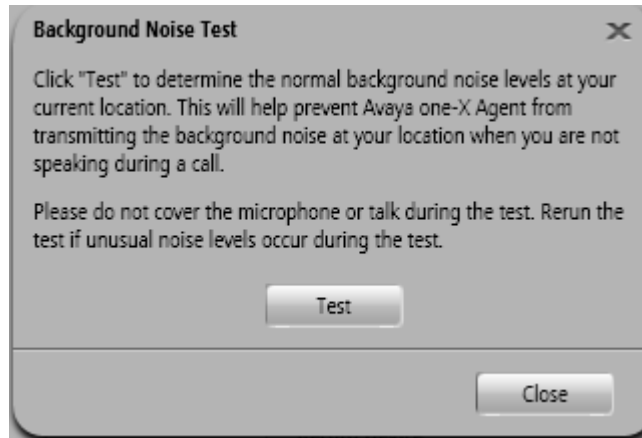 Background Noise Test
Click "Test" to determine the normal background noise levels at your
current location. This will help prevent Avaya one-X Agent from
transmitting the background noise at your location when you are not
speaking during a call.
Please do not cover the microphone or talk during the test. Rerun the
test if unusual noise levels occur during the test.
Test
Close